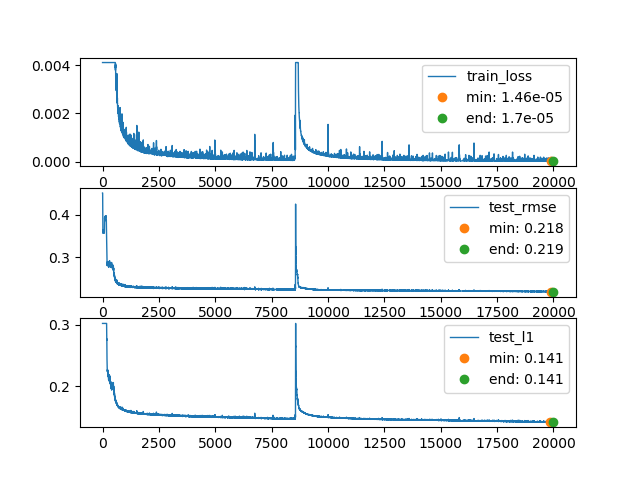 0.004
0.002
0.000
train_loss
min: 1.46e-05
end: 1.7e-05
0 2500 5000 7500 10000 12500 15000 17500 20000
0.4
0.3
test_rmse
min: 0.218
end: 0.219
0 2500 5000 7500 10000 12500 15000 17500 20000
0.3
0.2
test_l1
min: 0.141
end: 0.141
0 2500 5000 7500 10000 12500 15000 17500 20000